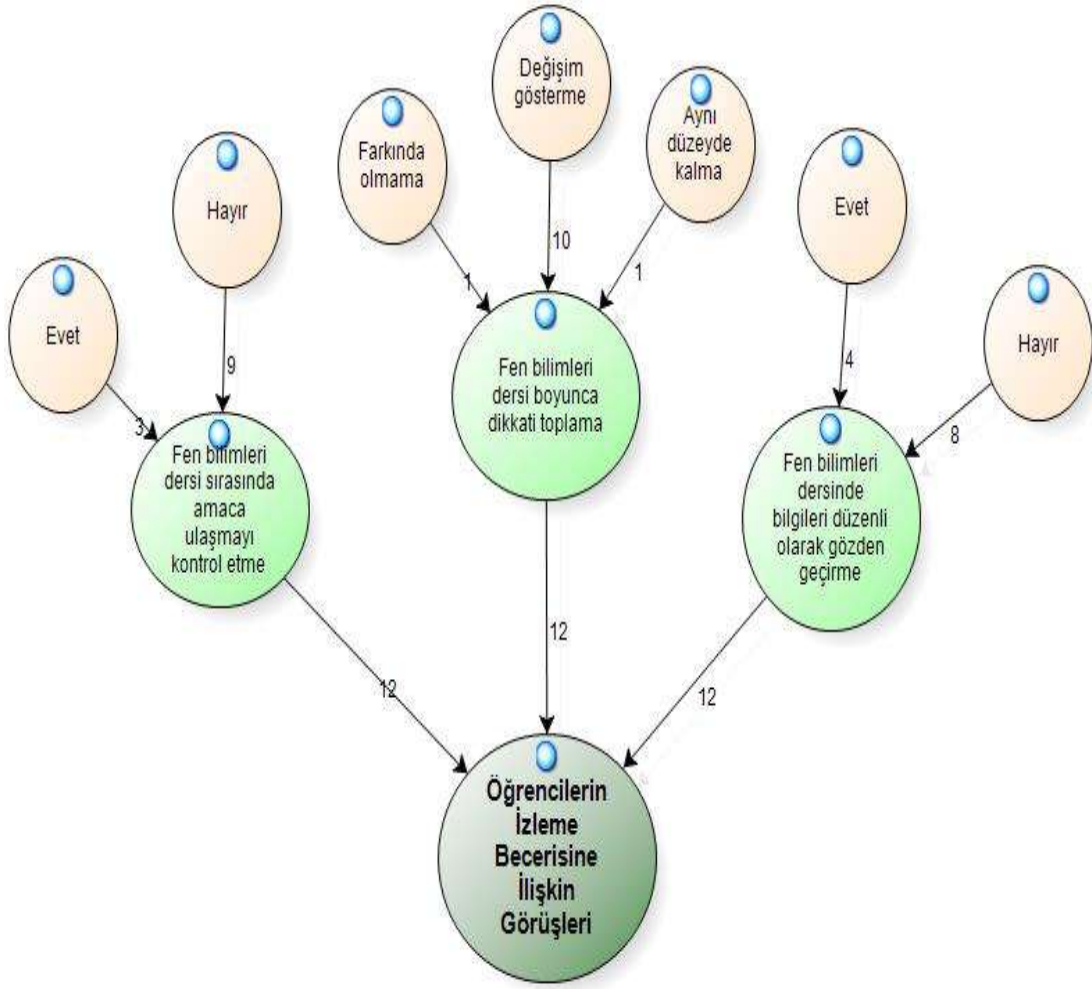 Değişim
gösterme
Farkında
olmama
Aynı
düzeyde
kalma
Hayır
Evet
Evet
Hayır
1
10
1
3
9
4
8
Fen bilimleri
dersi sırasında
amaca
ulaşmayı
kontrol etme
Fen bilimleri
dersi boyunca
dikkati toplama
Fen bilimleri
dersinde
bilgileri düzenli
olarak gözden
geçirme
12
12
12
Öğrencilerin
İzleme
Becerisine
İlişkin
Görüşleri